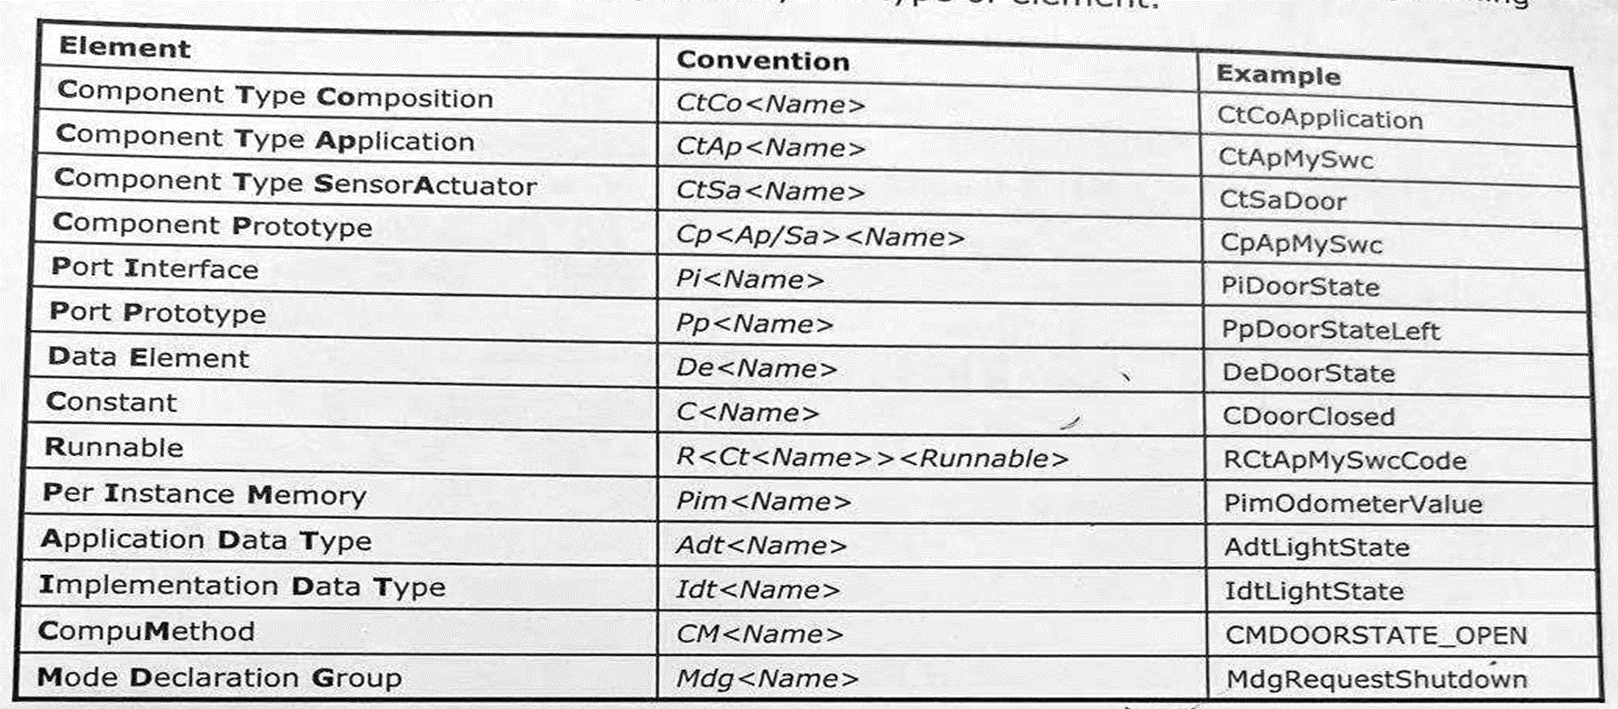 element.
Element Convention Example
Component Type Composition CtCo<Name> CtCoApplication
Component Type Application CtAp<Name> CtApMySwc
Component Type SensorActuator CtSa<Name> CtSaDoor
Component Prototype Cp<Ap/Sa><Name> CpApMySwc
Port Interface Pi<Name> PiDoorState
Port Prototype Pp<Name> PpDoorStateLeft
Data Element De<Name> DeDoorState
Constant C<Name> CDoorClosed
Runnable R<Ct<Name>><Runnable> RCtApMySwcCode
Per Instance Memory Pim<Name> PimOdometerValue
Application Data Type Adt<Name> AdtLightState
Implementation Data Type Idt<Name> IdtLightState
CompuMethod CM<Name> CMDOORSTATE_OPEN
Mode Declaration Group Mdg<Name> MdgRequestShutdown